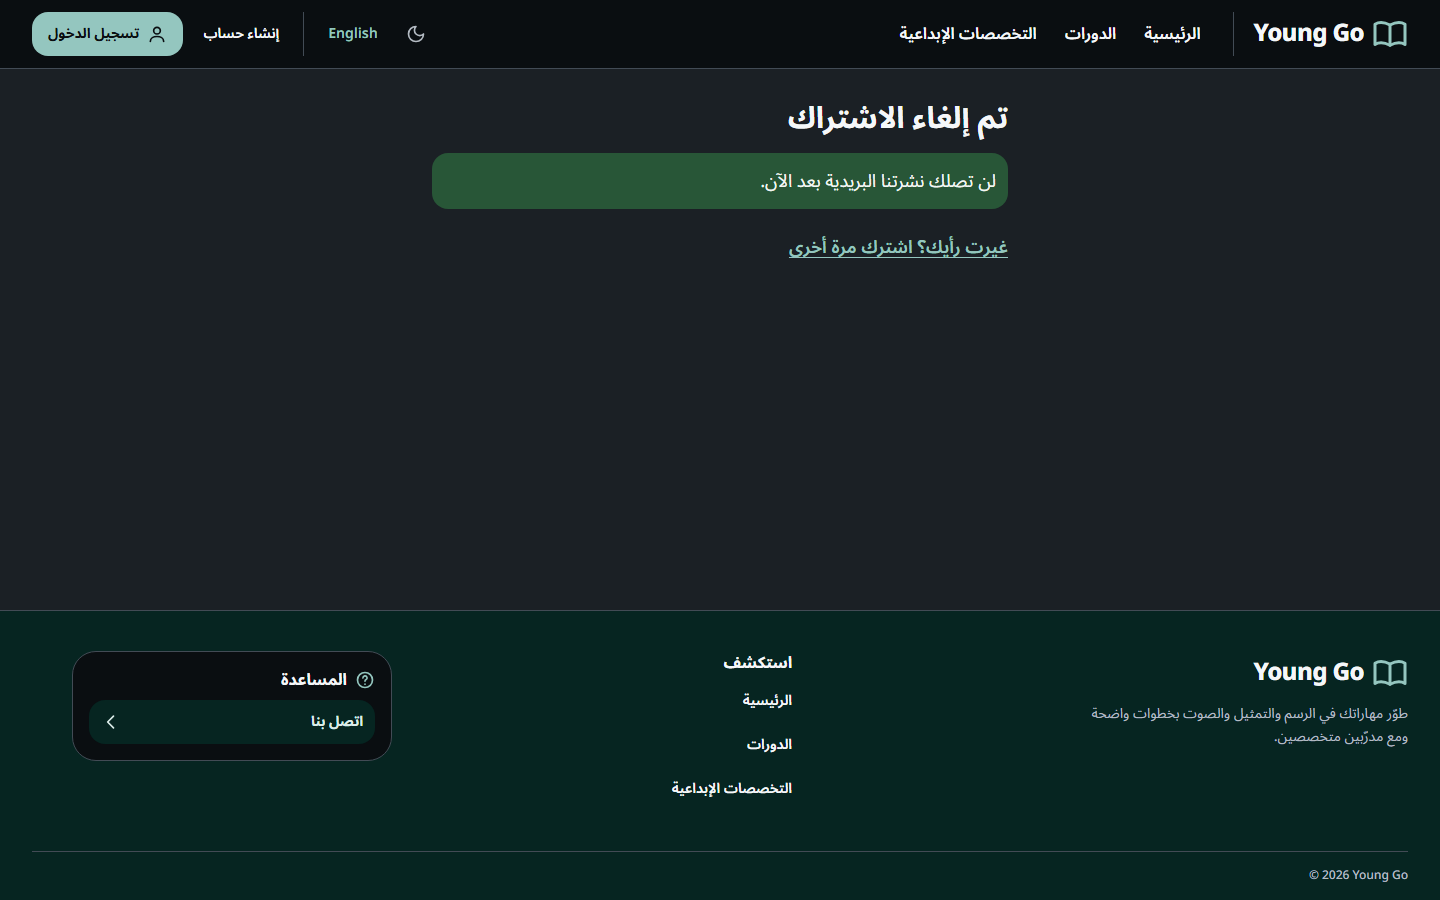 Young Go
الرئيسية
الدورات
التخصصات الإبداعية
English
إنشاء حساب
تسجيل الدخول
تم إلغاء الاشتراك
لن تصلك نشرتنا البريدية بعد الآن.
غيرت رأيك؟ اشترك مرة أخرى
Young Go
طوّر مهاراتك في الرسم والتمثيل والصوت بخطوات واضحة
ومع مدرّبين متخصصين.
استكشف
الرئيسية
الدورات
التخصصات الإبداعية
المساعدة
اتصل بنا
© 2026 Young Go